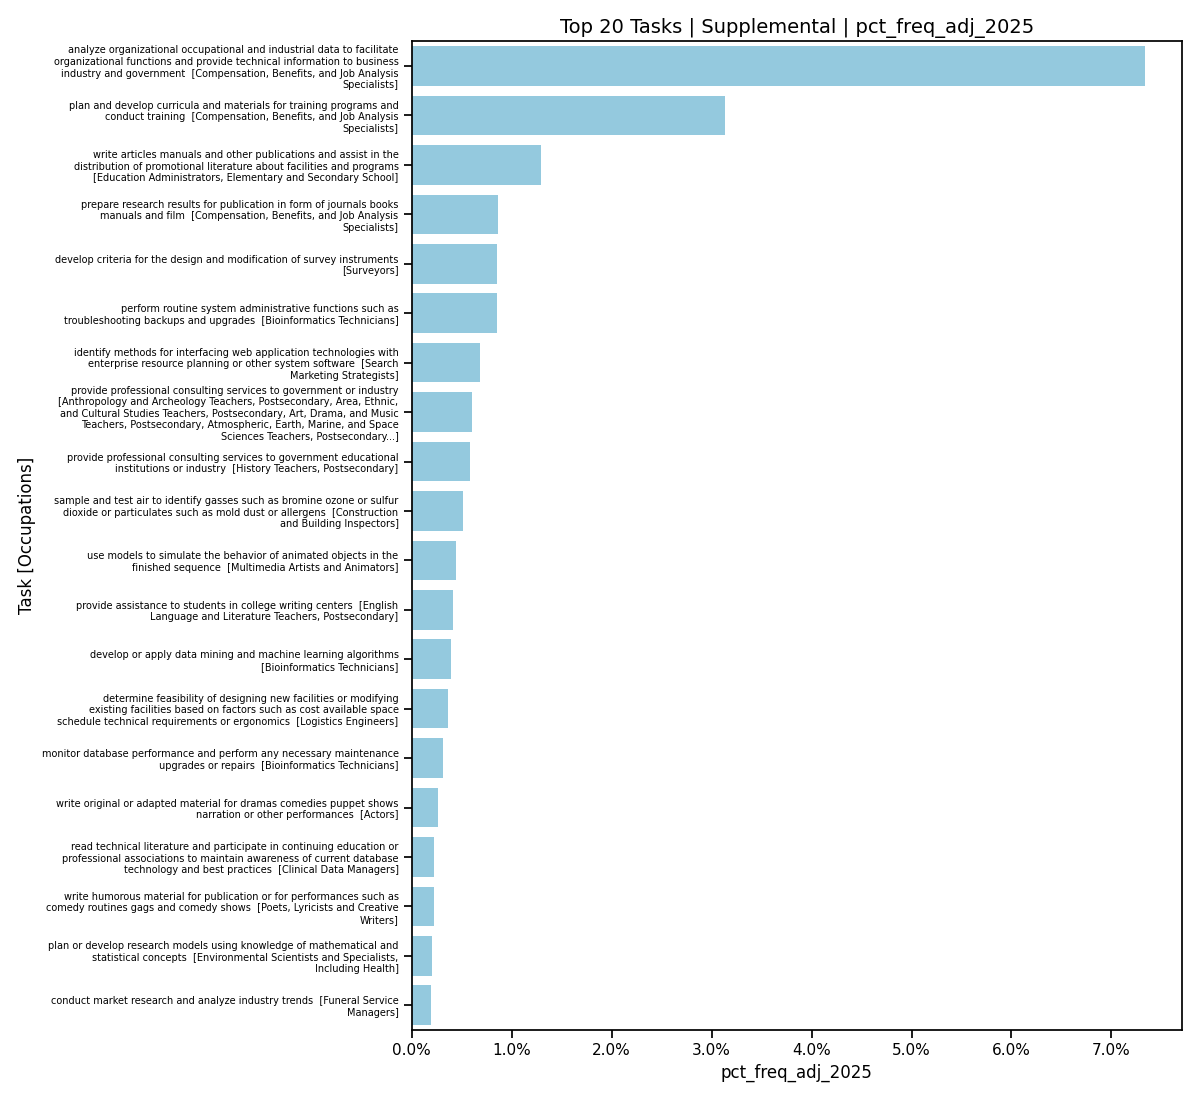 Top 20 Tasks | Supplemental | pct_freq_adj_2025
analyze organizational occupational and industrial data to facilitate
organizational functions and provide technical information to business
industry and government  [Compensation, Benefits, and Job Analysis
Specialists]
plan and develop curricula and materials for training programs and
conduct training  [Compensation, Benefits, and Job Analysis
Specialists]
write articles manuals and other publications and assist in the
distribution of promotional literature about facilities and programs
[Education Administrators, Elementary and Secondary School]
prepare research results for publication in form of journals books
manuals and film  [Compensation, Benefits, and Job Analysis
Specialists]
develop criteria for the design and modification of survey instruments
[Surveyors]
perform routine system administrative functions such as
troubleshooting backups and upgrades  [Bioinformatics Technicians]
identify methods for interfacing web application technologies with
enterprise resource planning or other system software  [Search
Marketing Strategists]
provide professional consulting services to government or industry
[Anthropology and Archeology Teachers, Postsecondary, Area, Ethnic,
and Cultural Studies Teachers, Postsecondary, Art, Drama, and Music
Teachers, Postsecondary, Atmospheric, Earth, Marine, and Space
Sciences Teachers, Postsecondary...]
provide professional consulting services to government educational
institutions or industry  [History Teachers, Postsecondary]
sample and test air to identify gasses such as bromine ozone or sulfur
dioxide or particulates such as mold dust or allergens  [Construction
and Building Inspectors]
use models to simulate the behavior of animated objects in the
finished sequence  [Multimedia Artists and Animators]
provide assistance to students in college writing centers  [English
Language and Literature Teachers, Postsecondary]
develop or apply data mining and machine learning algorithms
[Bioinformatics Technicians]
determine feasibility of designing new facilities or modifying
existing facilities based on factors such as cost available space
schedule technical requirements or ergonomics  [Logistics Engineers]
monitor database performance and perform any necessary maintenance
upgrades or repairs  [Bioinformatics Technicians]
write original or adapted material for dramas comedies puppet shows
narration or other performances  [Actors]
read technical literature and participate in continuing education or
professional associations to maintain awareness of current database
technology and best practices  [Clinical Data Managers]
write humorous material for publication or for performances such as
comedy routines gags and comedy shows  [Poets, Lyricists and Creative
Writers]
plan or develop research models using knowledge of mathematical and
statistical concepts  [Environmental Scientists and Specialists,
Including Health]
conduct market research and analyze industry trends  [Funeral Service
Managers]
Task [Occupations]
0.0% 1.0% 2.0% 3.0% 4.0% 5.0% 6.0% 7.0%
pct_freq_adj_2025